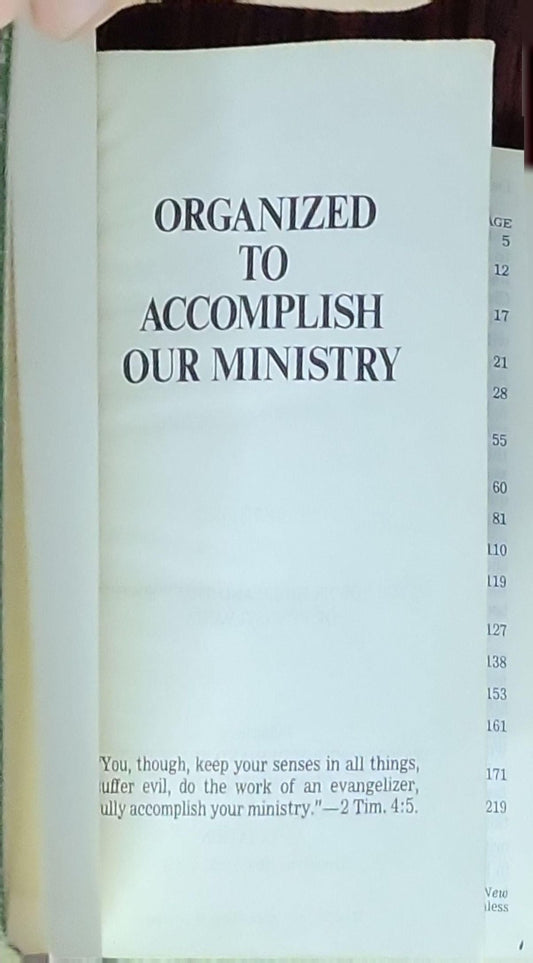 ORGANIZED
TO
ACCOMPLISH
OUR MINISTRY
"You, though, keep your senses in all things,
uffer evil, do the work of an evangelizer,
ully accomplish your ministry."—2 Tim. 4:5.
AGE
5
12
17
21
28
55
60
81
110
119
127
138
153
161
171
219
New
less